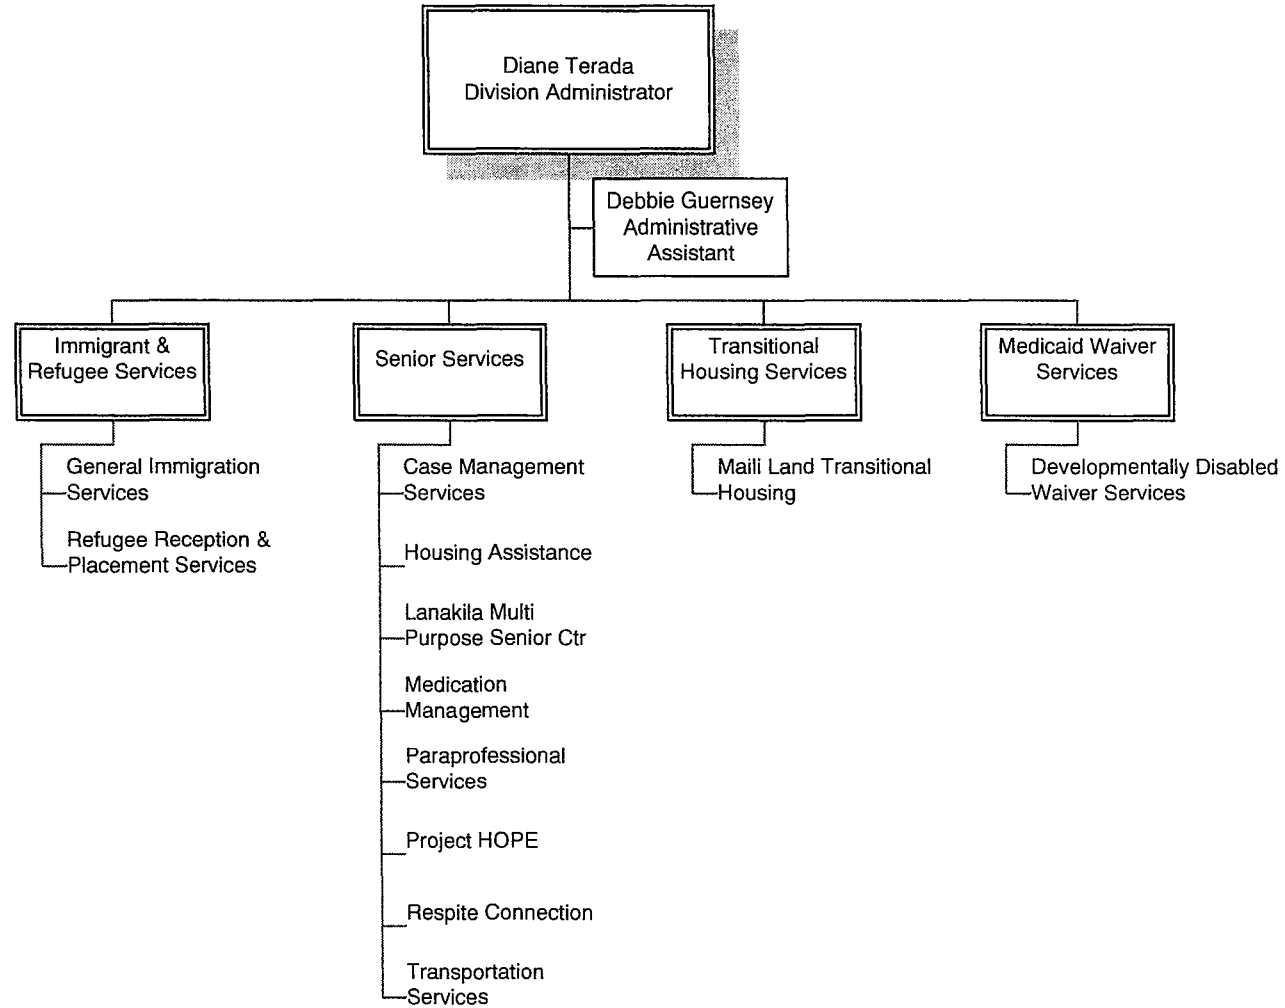 Diane Terada
Division Administrator
Debbie Guernsey
Administrative
Assistant
Immigrant &
Refugee Services
Senior Services
Transitional
Housing Services
Medicaid Waiver
Services
General Immigration
Services
Refugee Reception &
Placement Services
Case Management
Services
Housing Assistance
Lanakila Multi
Purpose Senior Ctr
Medication
Management
Paraprofessional
Services
Project HOPE
Respite Connection
Transportation
Services
Maili Land Transitional
Housing
Developmentally Disabled
Waiver Services